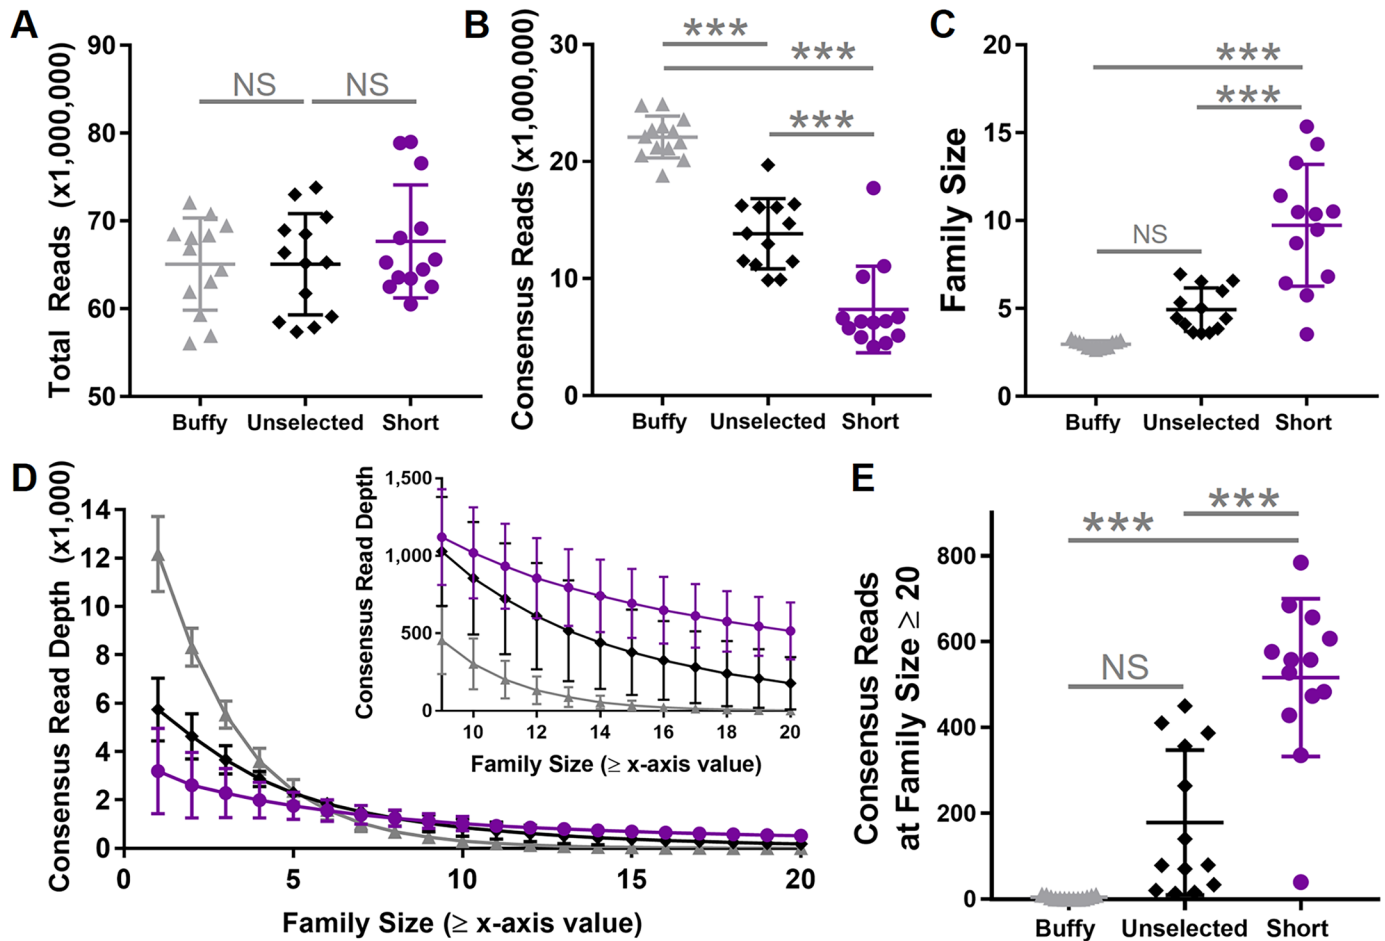 A
Total Reads (x1,000,000)
90
80
70
60
50
NS
NS
Buffy
Unselected
Short
B
Consensus Reads (x1,000,000)
30
20
10
0
***
***
***
Buffy
Unselected
Short
C
Family Size
20
15
10
5
0
***
***
NS
Buffy
Unselected
Short
D
Consensus Read Depth (x1,000)
14
12
10
8
6
4
2
0
0
5
10
15
20
Family Size (≥ x-axis value)
Consensus Read Depth
1,500
1,000
500
0
10
12
14
16
18
20
Family Size (≥ x-axis value)
E
Consensus Reads
at Family Size ≥ 20
800
600
400
200
0
***
***
NS
Buffy
Unselected
Short